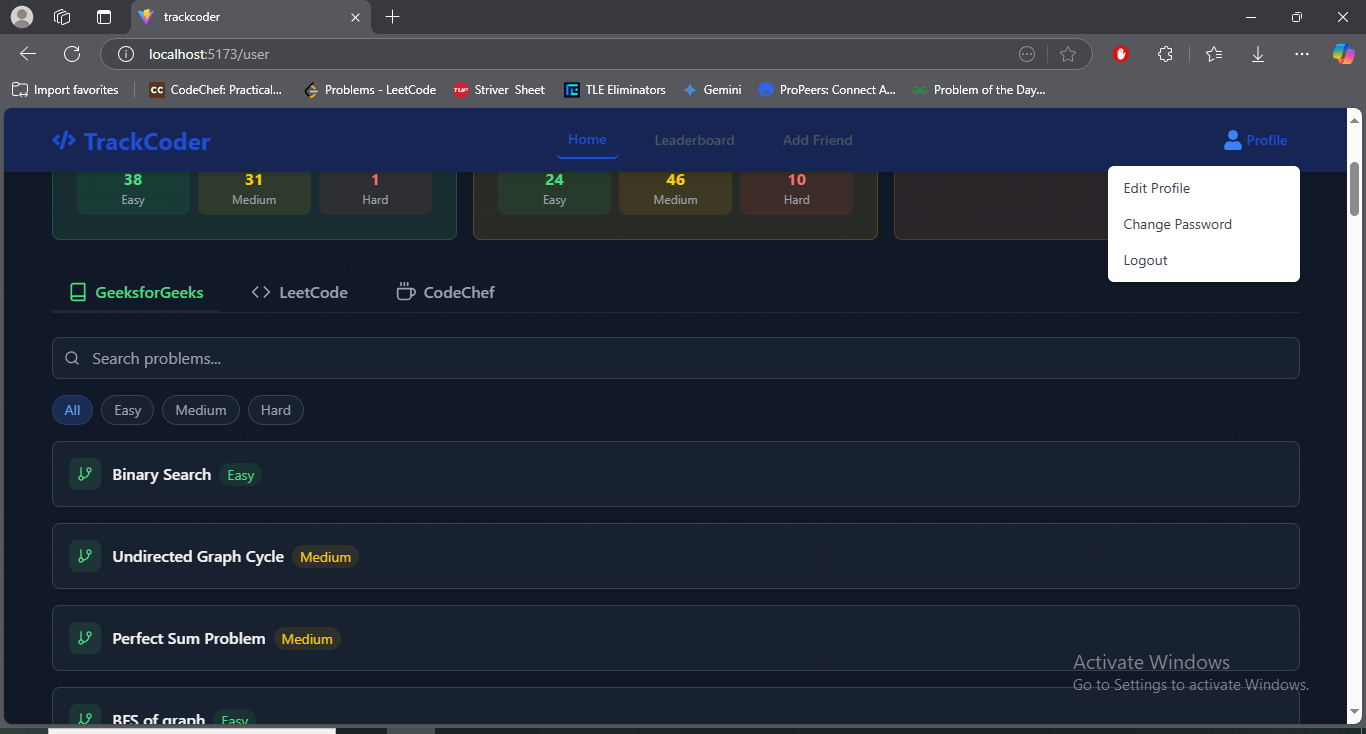 trackcoder
localhost:5173/user
Import favorites CC CodeChef: Practical... Problems - LeetCode TUF Striver Sheet TLE Eliminators Gemini ProPeers: Connect A... Problem of the Day...
</> TrackCoder Home Leaderboard Add Friend Profile
38 31 1 24 46 10
Easy Medium Hard Easy Medium Hard
Edit Profile
Change Password
Logout
GeeksforGeeks <> LeetCode CodeChef
Search problems...
All Easy Medium Hard
Binary Search Easy
Undirected Graph Cycle Medium
Perfect Sum Problem Medium
Activate Windows
Go to Settings to activate Windows.
BFS of graph Easy